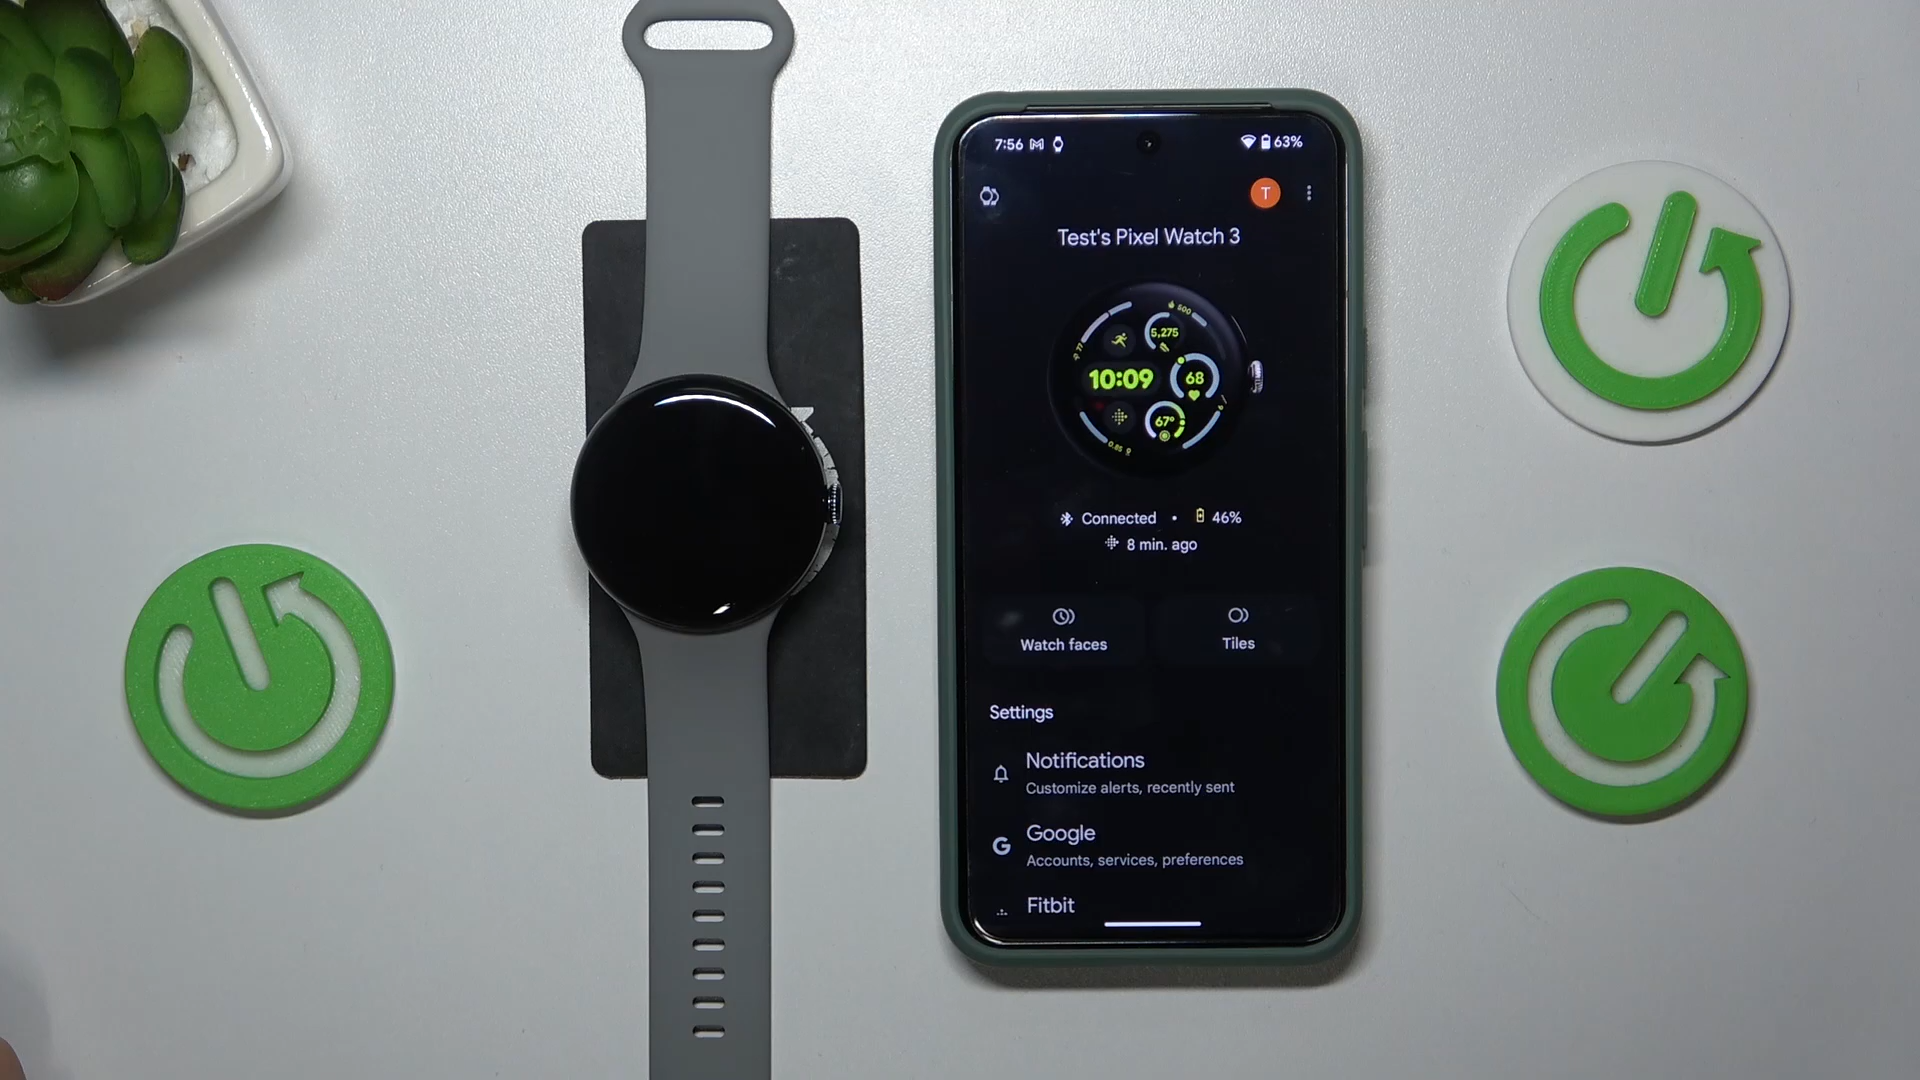 7:56
63%
T
Test's Pixel Watch 3
500
5,275
10:09
68
67°
Connected • 46%
8 min. ago
Watch faces
Tiles
Settings
Notifications
Customize alerts, recently sent
Google
Accounts, services, preferences
Fitbit